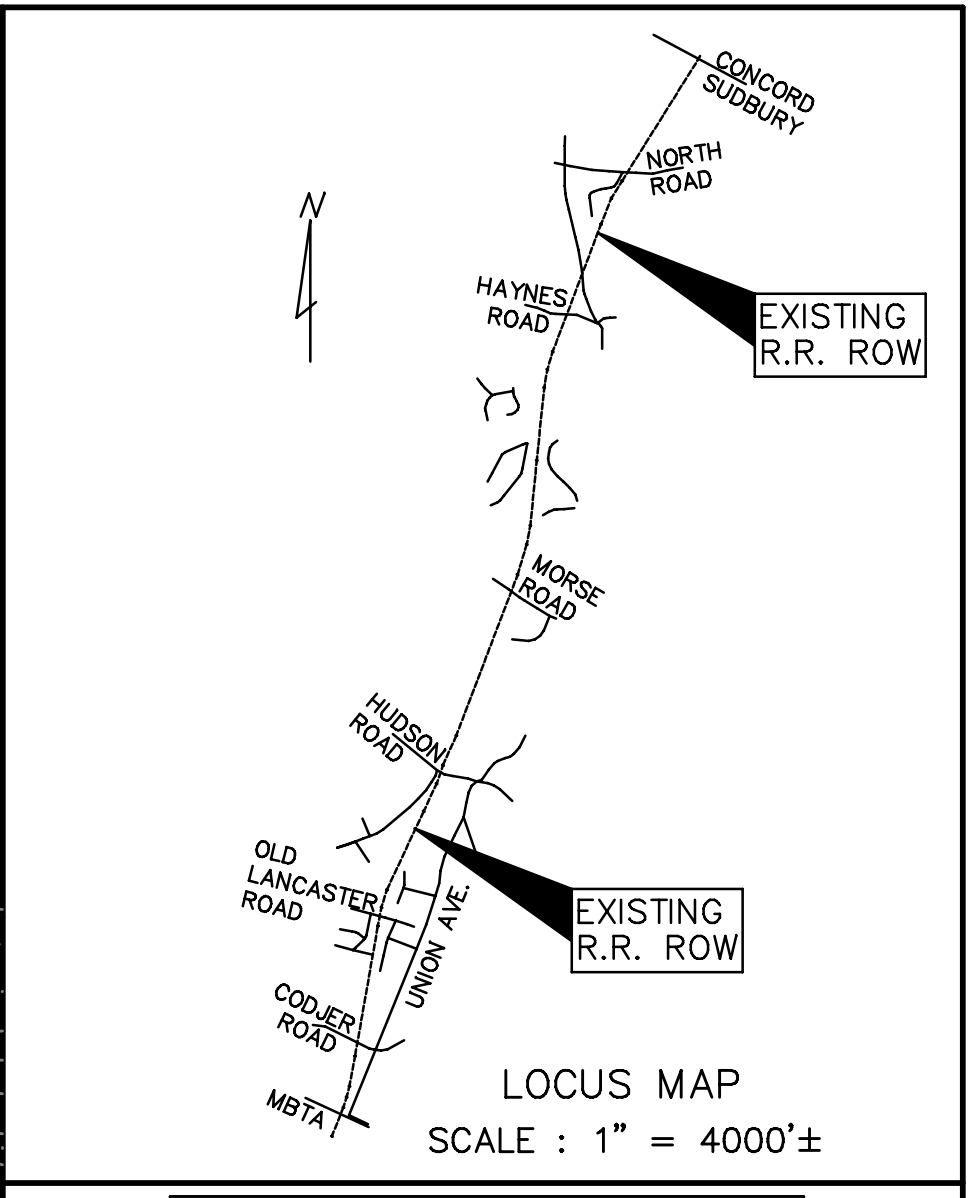 CONCORD
SUDBURY
NORTH
ROAD
N
HAYNES
ROAD
EXISTING
R.R. ROW
MORSE
ROAD
HUDSON
ROAD
OLD
LANCASTER
ROAD
UNION AVE.
EXISTING
R.R. ROW
CODJER
ROAD
MBTA
LOCUS MAP
SCALE : 1" = 4000'±